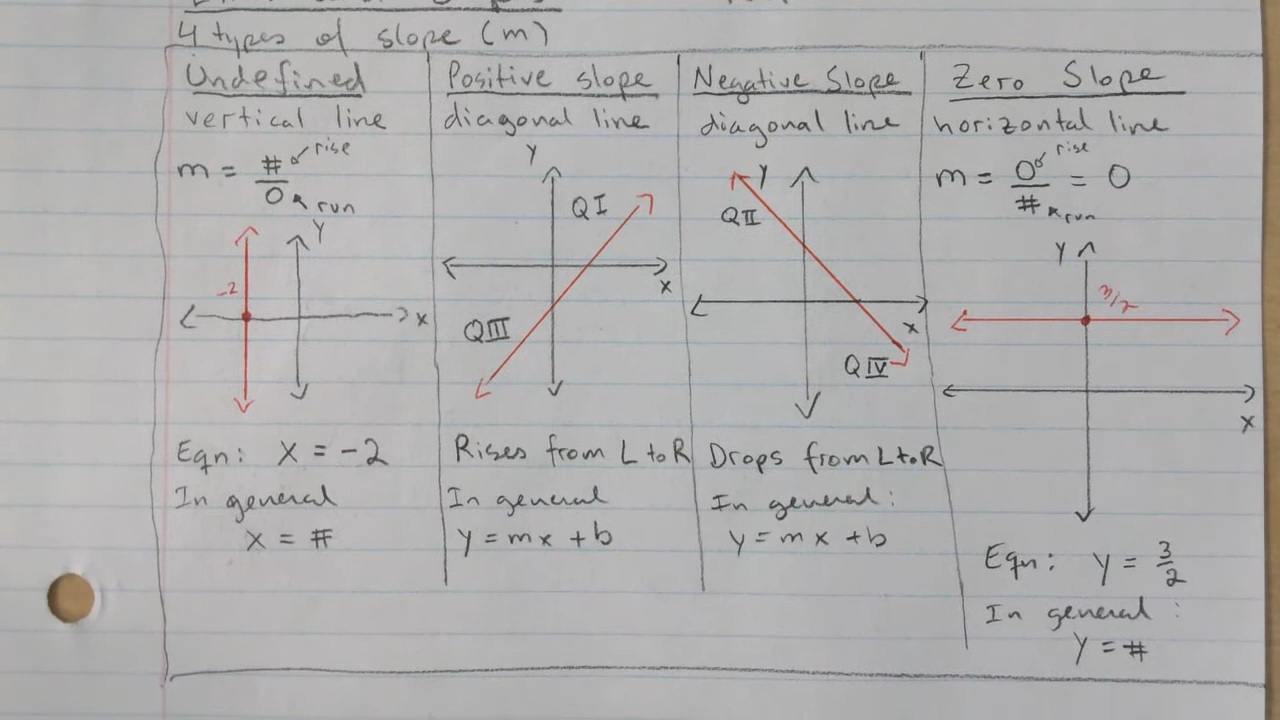 4 types of slope (m)
Undefined
vertical line
m = #/0
rise
run
Y
-2
X
Eqn: X = -2
In general
X = #
Positive slope
diagonal line
Y
QI
X
QIII
Rises from L to R
In general
y = mx + b
Negative Slope
diagonal line
Y
QII
X
QIV
Drops from L to R
In general:
y = mx + b
Zero Slope
horizontal line
m = 0/# = 0
rise
run
Y
3/2
X
Eqn: y = 3/2
In general:
y = #